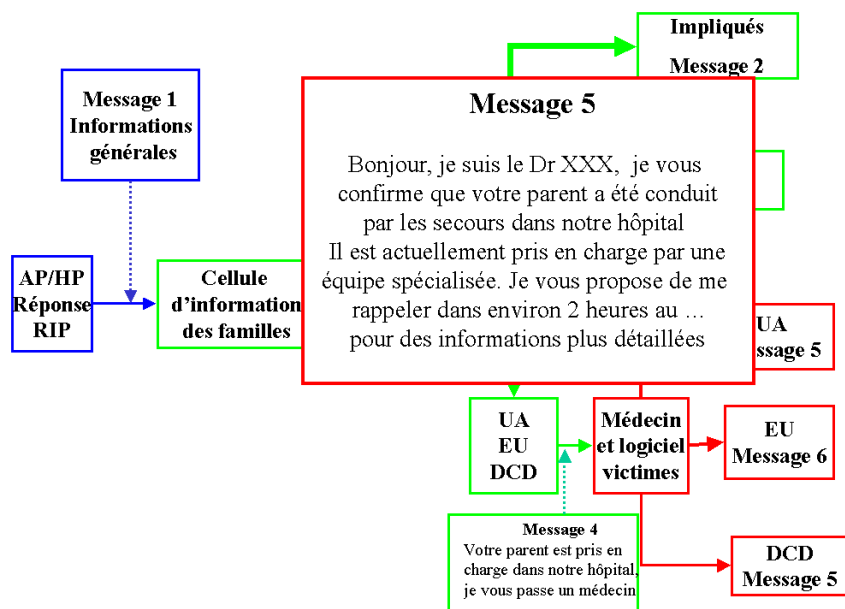 Impliqués
Message 2
Message 1
Informations
générales
Message 5
Bonjour, je suis le Dr XXX, je vous
confirme que votre parent a été conduit
par les secours dans notre hôpital
Il est actuellement pris en charge par une
équipe spécialisée. Je vous propose de me
rappeler dans environ 2 heures au …
pour des informations plus détaillées
AP/HP
Réponse
RIP
Cellule
d’information
des familles
UA
ssage 5
UA
EU
DCD
Médecin
et logiciel
victimes
EU
Message 6
Message 4
Votre parent est pris en
charge dans notre hôpital,
je vous passe un médecin
DCD
Message 5